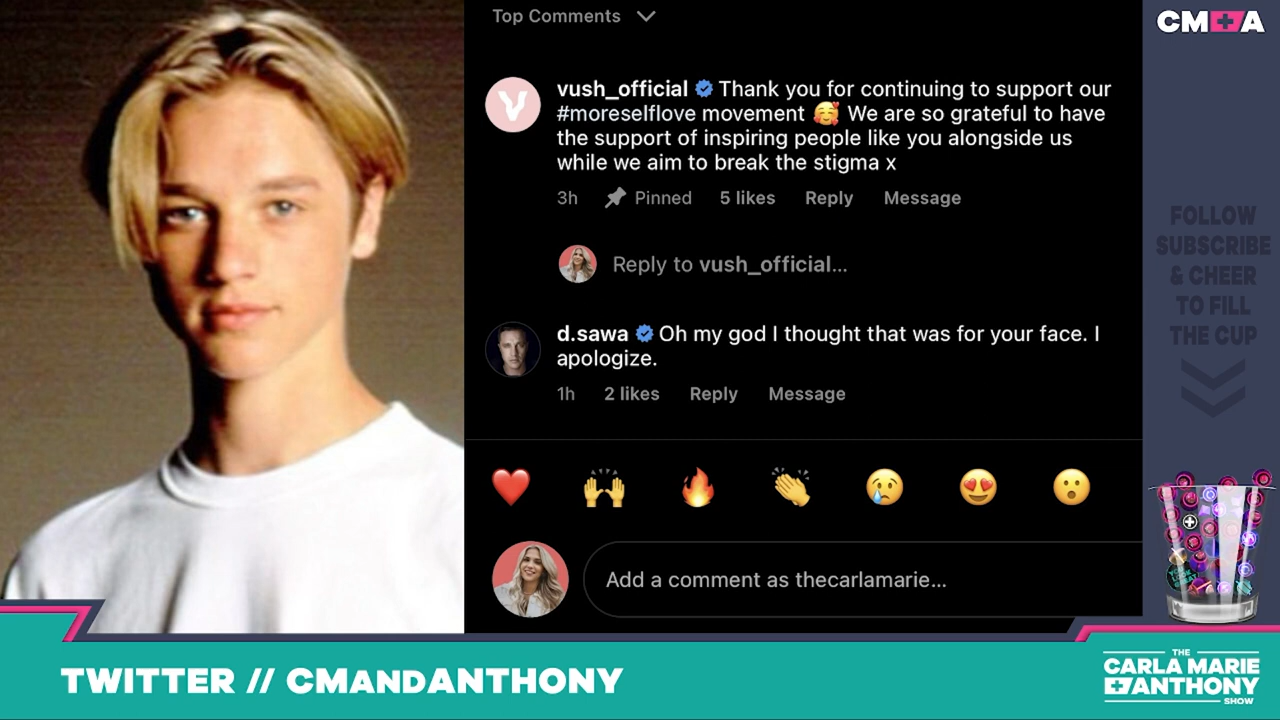 Top Comments
CM+A
vush_official Thank you for continuing to support our
#moreselflove movement 🥰 We are so grateful to have
the support of inspiring people like you alongside us
while we aim to break the stigma x
3h Pinned 5 likes Reply Message
Reply to vush_official...
d.sawa Oh my god I thought that was for your face. I
apologize.
1h 2 likes Reply Message
Add a comment as thecarlamarie...
FOLLOW
SUBSCRIBE
& CHEER
TO FILL
THE CUP
TWITTER // CMANDANTHONY
THE
CARLA MARIE
+ANTHONY
SHOW